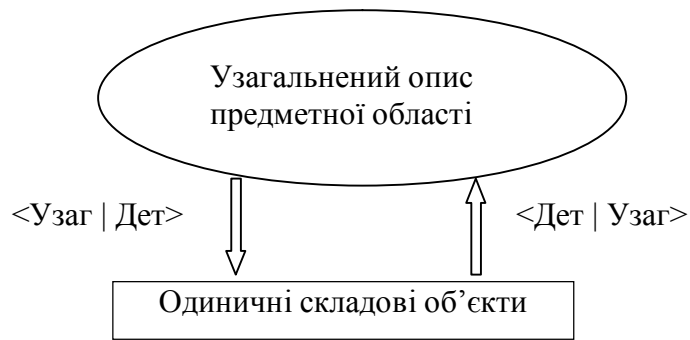 Узагальнений опис
предметної області
<Узаг | Дет>
<Дет | Узаг>
Одиничні складові об’єкти